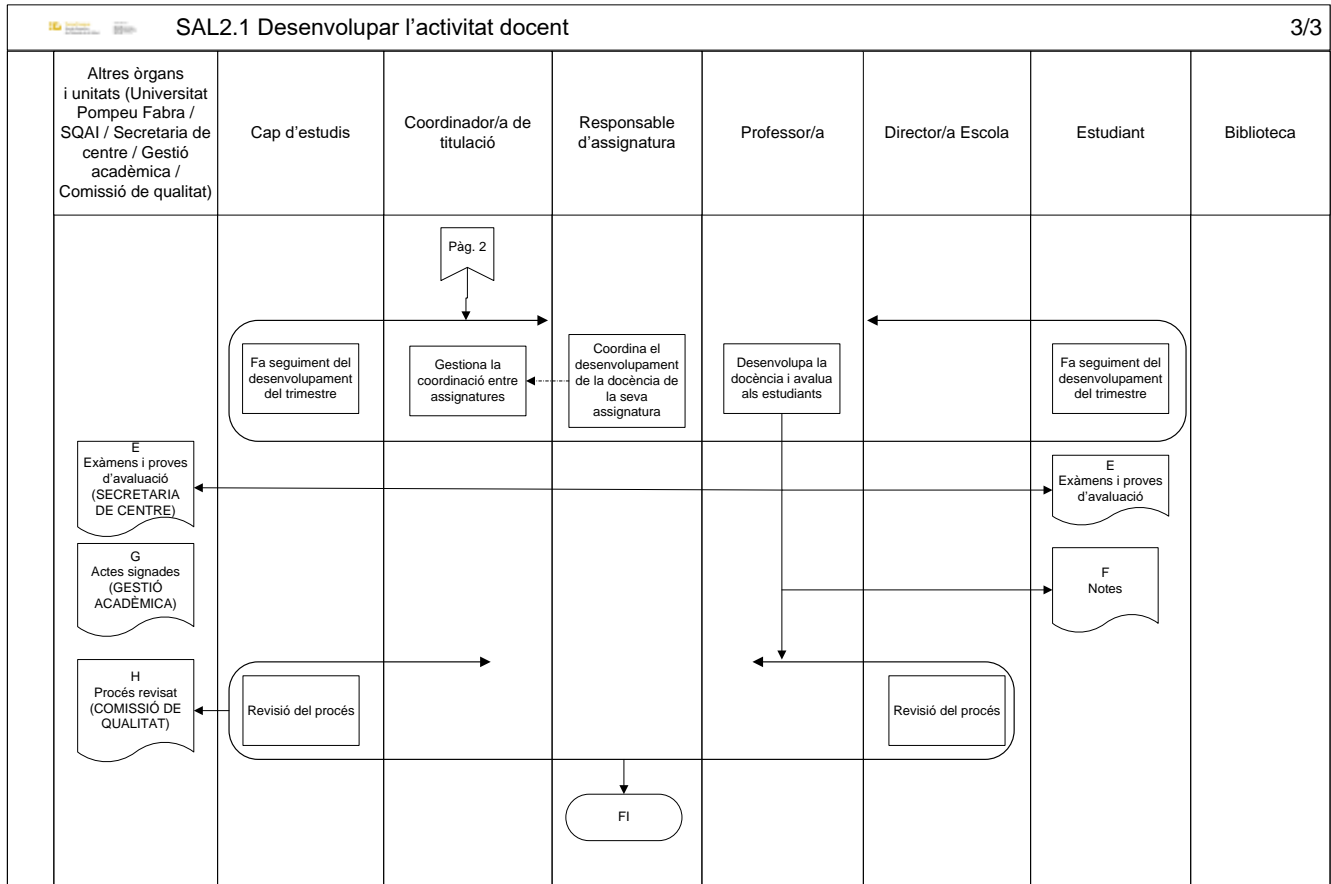 SAL2.1 Desenvolupar l’activitat docent
3/3
Altres òrgans
i unitats (Universitat
Pompeu Fabra /
SQAI / Secretaria de
centre / Gestió
acadèmica /
Comissió de qualitat)
Cap d’estudis
Coordinador/a de
titulació
Responsable
d’assignatura
Professor/a
Director/a Escola
Estudiant
Biblioteca
Pàg. 2
Fa seguiment del
desenvolupament
del trimestre
Gestiona la
coordinació entre
assignatures
Coordina el
desenvolupament
de la docència de
la seva
assignatura
Desenvolupa la
docència i avalua
als estudiants
Fa seguiment del
desenvolupament
del trimestre
E
Exàmens i proves
d’avaluació
(SECRETARIA
DE CENTRE)
E
Exàmens i proves
d’avaluació
G
Actes signades
(GESTIÓ
ACADÈMICA)
F
Notes
H
Procés revisat
(COMISSIÓ DE
QUALITAT)
Revisió del procés
Revisió del procés
FI